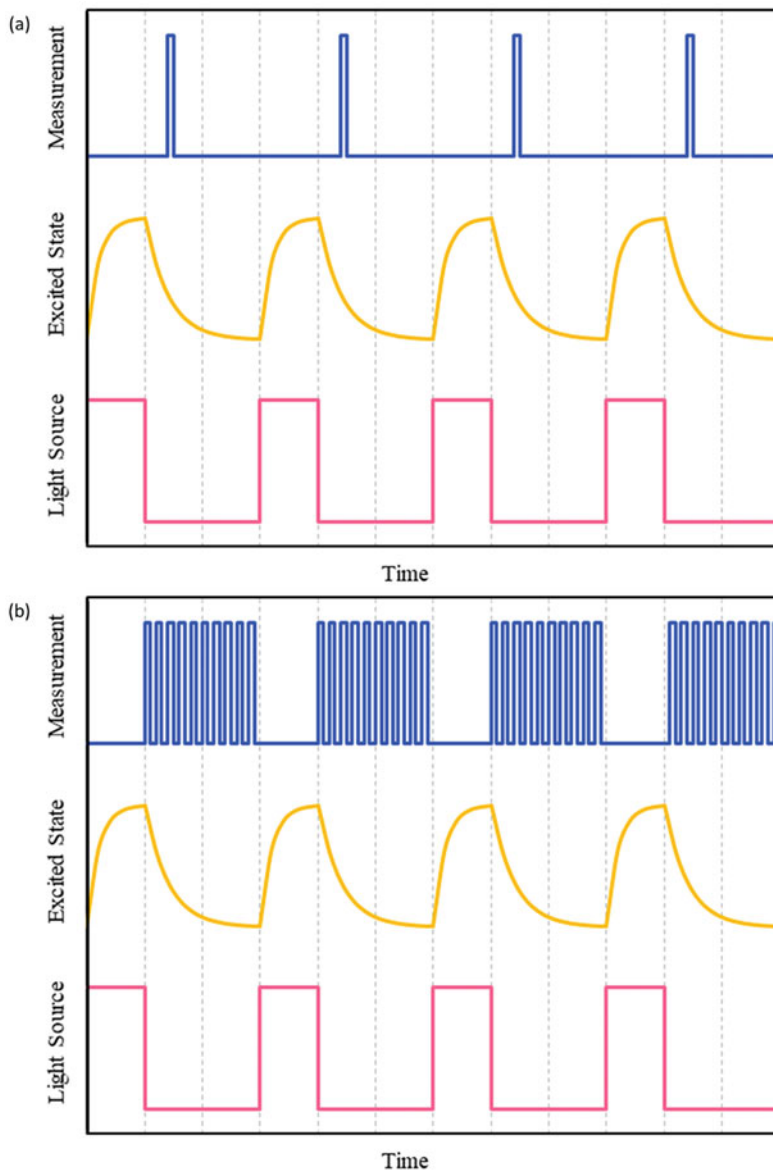 (a)
Measurement
Excited State
Light Source
Time
(b)
Measurement
Excited State
Light Source
Time